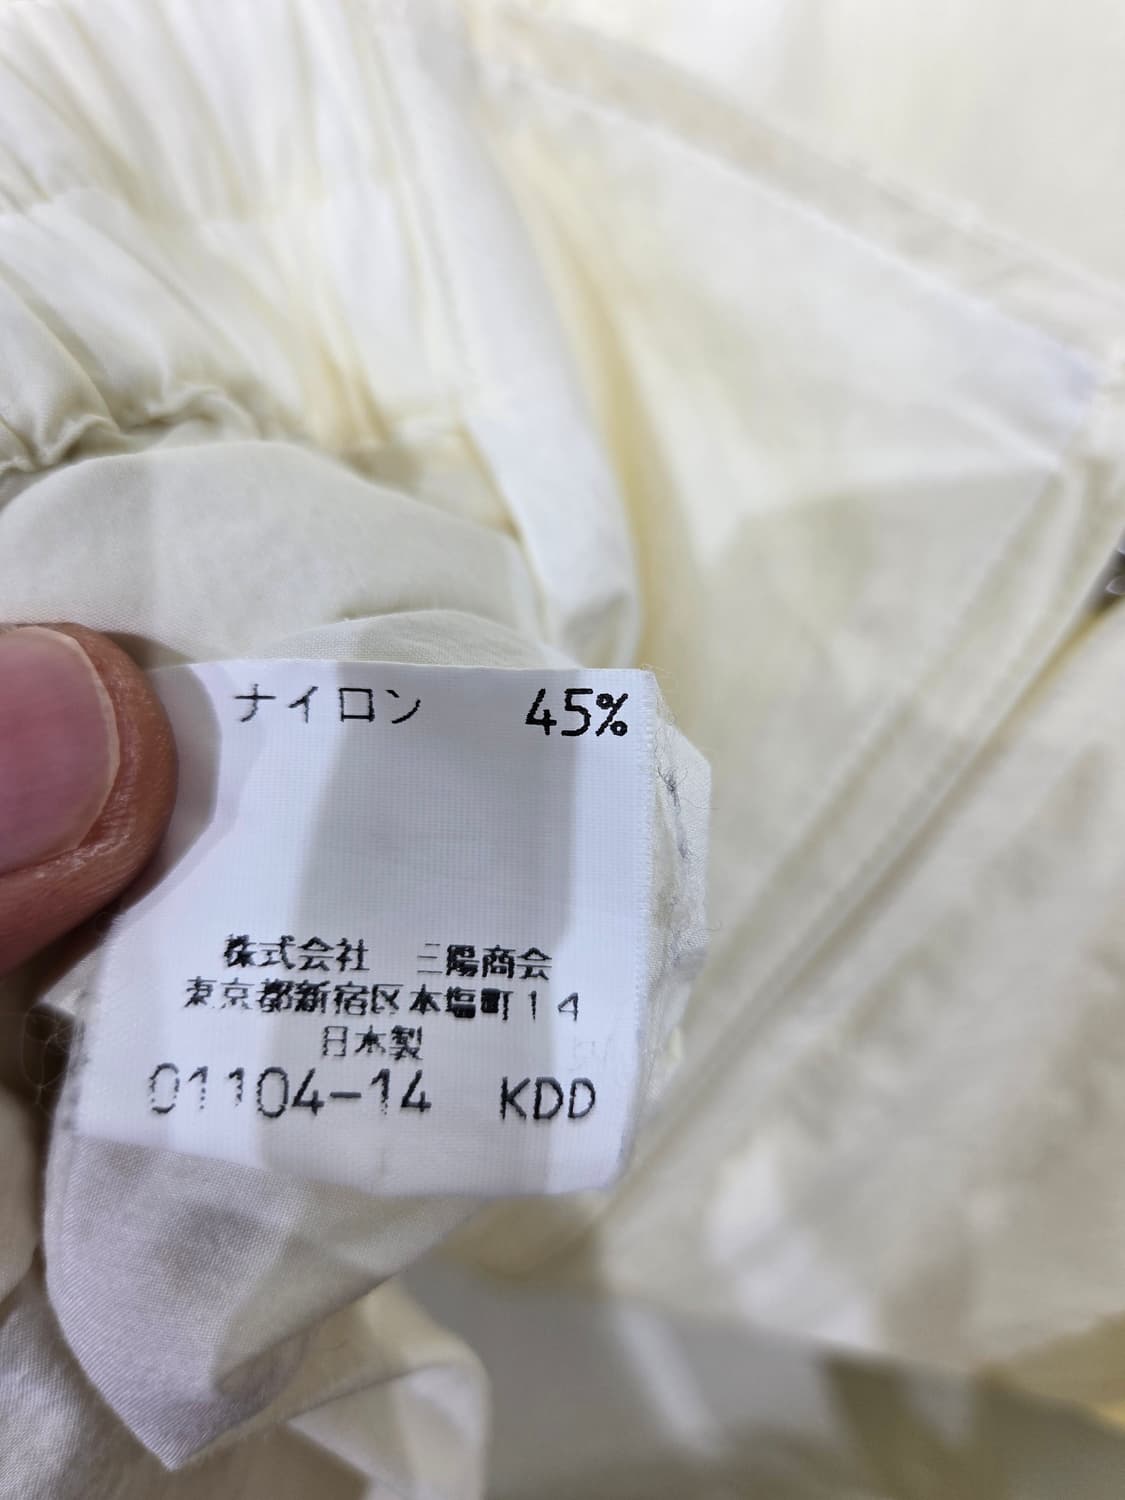 ナイロン 45%
株式会社 三陽商会
東京都新宿区本塩町14
日本製
01104-14 KDD